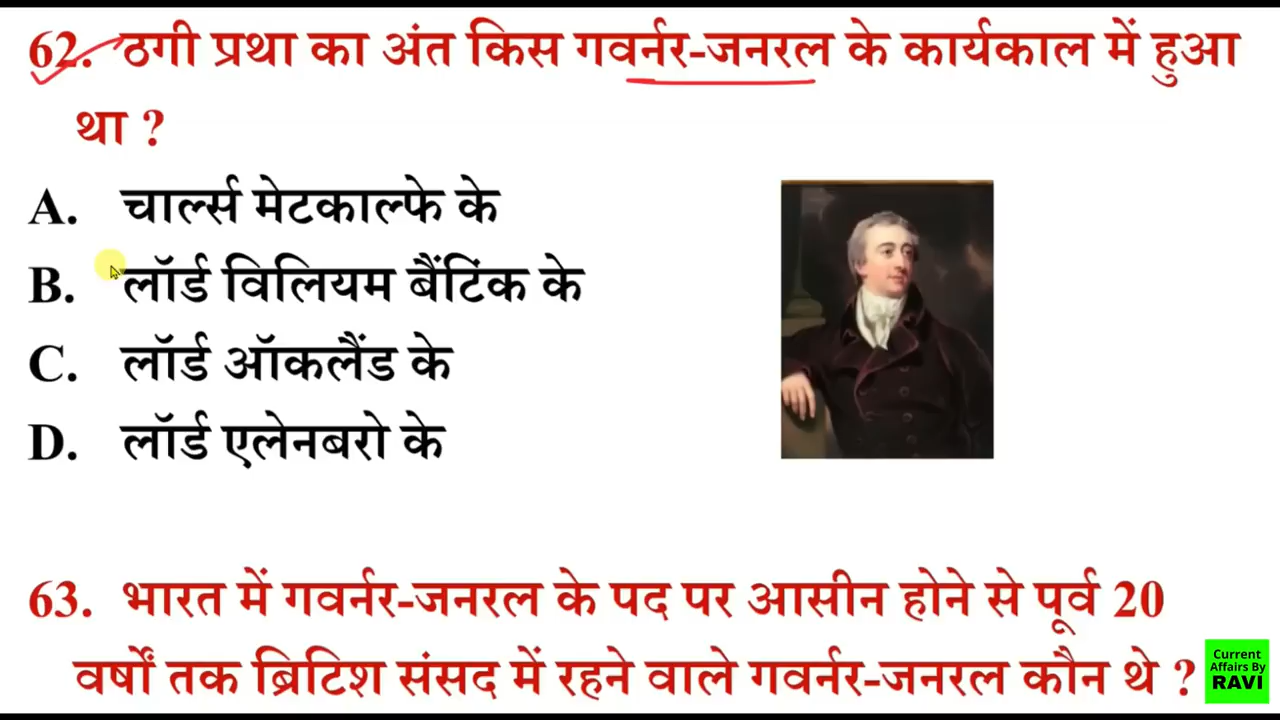 62. ठगी प्रथा का अंत किस गवर्नर-जनरल के कार्यकाल में हुआ
था ?
A. चार्ल्स मेटकाल्फे के
B. लॉर्ड विलियम बैंटिंक के
C. लॉर्ड ऑकलैंड के
D. लॉर्ड एलेनबरो के
63. भारत में गवर्नर-जनरल के पद पर आसीन होने से पूर्व 20
वर्षों तक ब्रिटिश संसद में रहने वाले गवर्नर-जनरल कौन थे ?
Current
Affairs By
RAVI